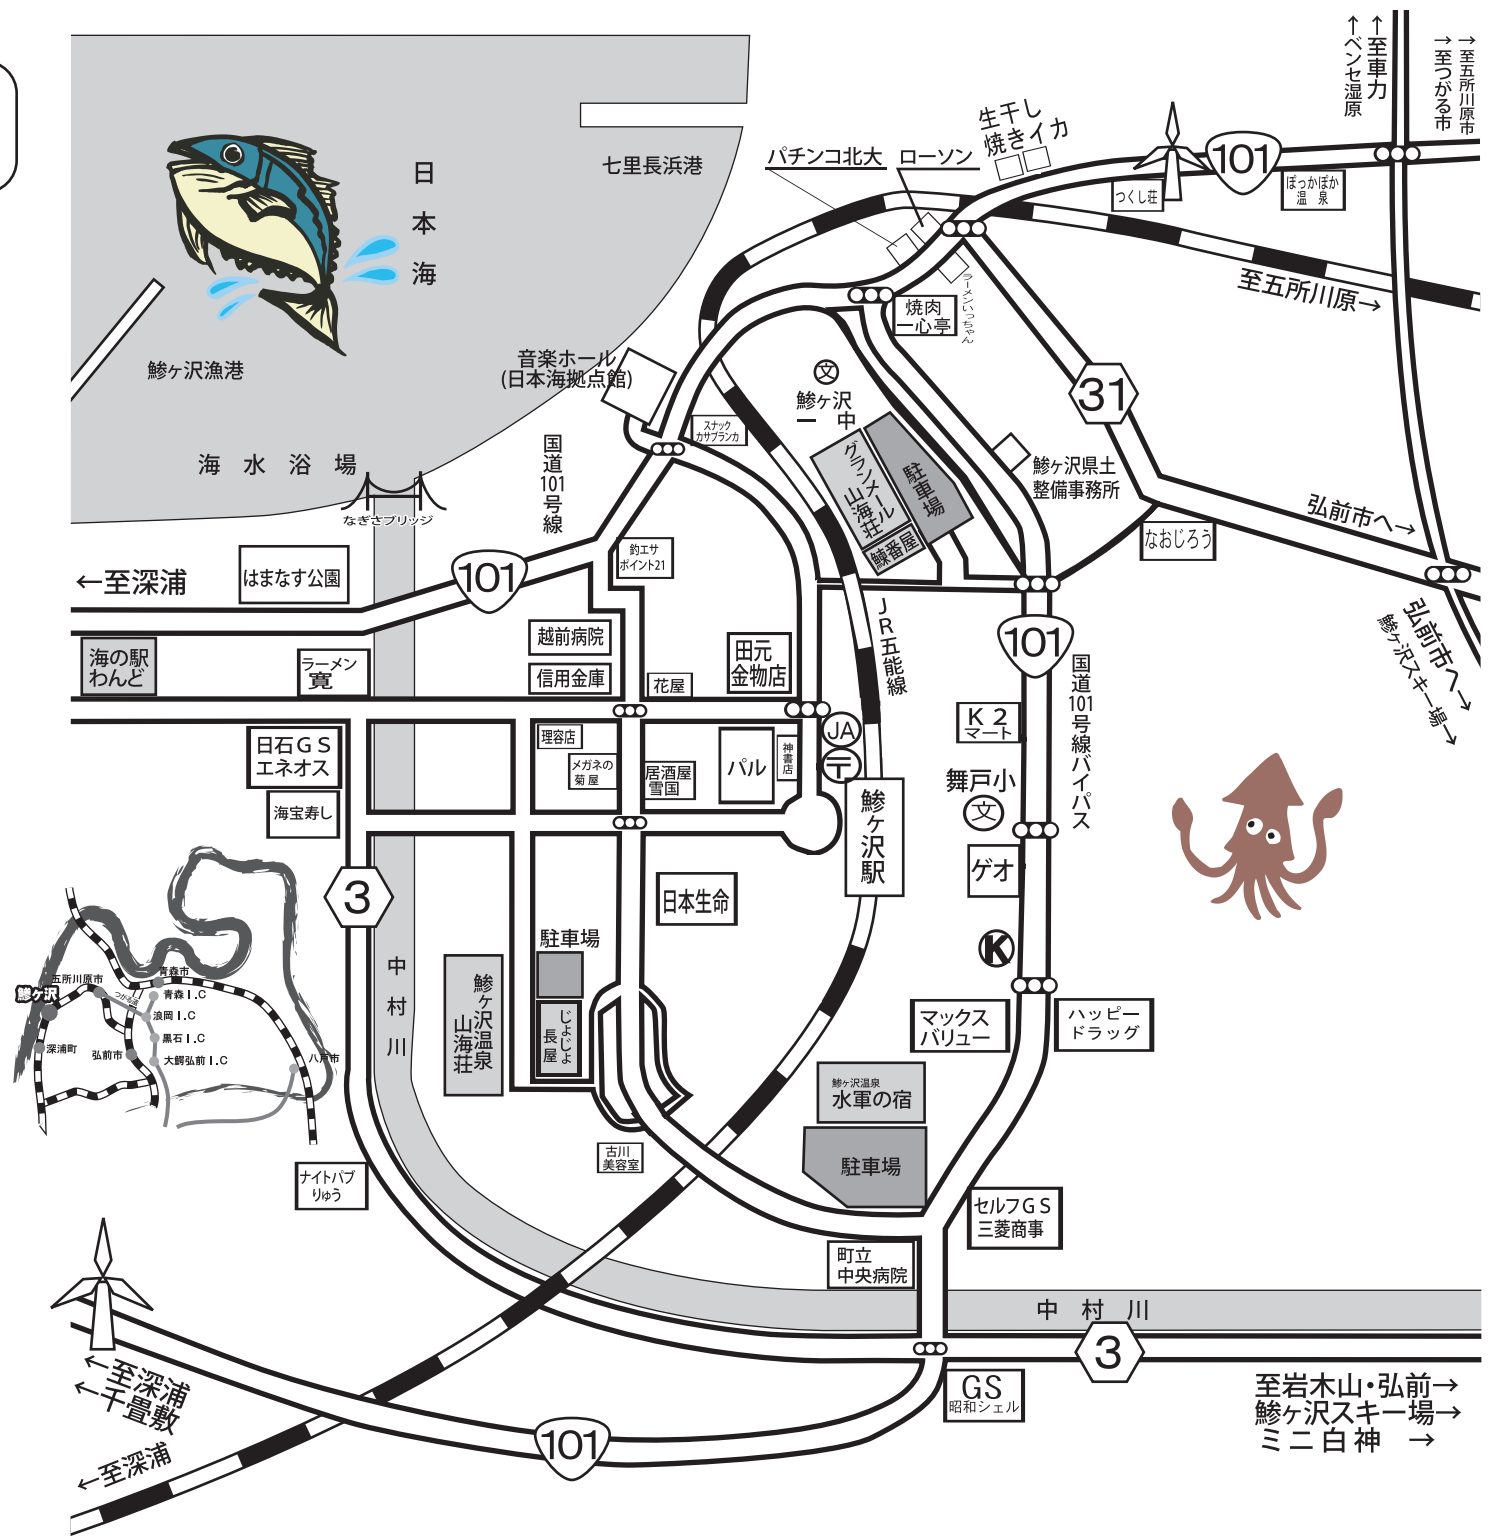 ↑至車力
↑ベンセ湿原
→至五所川原市
→至つがる市
生干し
焼きイカ
パチンコ北大
ローソン
101
つくし荘
ぽっかぽか
温泉
七里長浜港
日本海
至五所川原→
焼肉
一心亭
ラーメンいっちゃん
鰺ヶ沢漁港
音楽ホール
(日本海拠点館)
文
鰺ヶ沢
一中
31
スナック
カサブランカ
海水浴場
国道101号線
グランメール
山海荘
駐車場
鰊番屋
鰺ヶ沢県土
整備事務所
弘前市へ→
なおじろう
なぎさブリッジ
←至深浦
はまなす公園
101
釣エサ
ポイント21
JR五能線
101
国道101号線バイパス
弘前市へ→
鰺ヶ沢スキー場→
海の駅
わんど
ラーメン
寛
越前病院
信用金庫
花屋
田元
金物店
K2
マート
日石GS
エネオス
理容店
メガネの
菊屋
居酒屋
雪国
パル
神書店
JA
〒
舞戸小
文
海宝寿し
鰺ヶ沢駅
ゲオ
3
日本生命
K
駐車場
中村川
鰺ヶ沢温泉
山海荘
じょじょ
長屋
マックス
バリュー
ハッピー
ドラッグ
鰺ヶ沢温泉
水軍の宿
駐車場
古川
美容室
ナイトパブ
りゅう
セルフGS
三菱商事
町立
中央病院
中村川
3
GS
昭和シェル
至岩木山・弘前→
鰺ヶ沢スキー場→
ミニ白神→
←至深浦
←千畳敷
←至深浦
101
鰺ヶ沢
五所川原市
つがる道
青森市
青森I.C
浪岡I.C
黒石I.C
大鰐弘前I.C
深浦町
弘前市
八戸市